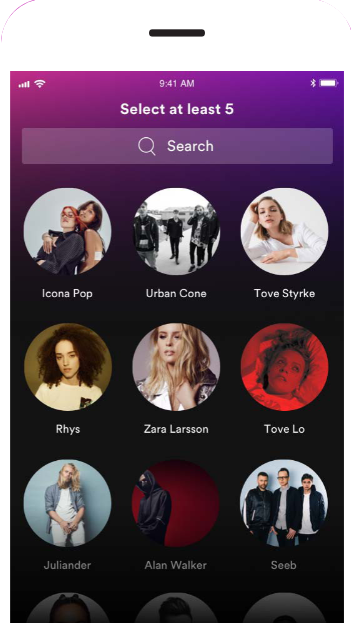 9:41 AM
Select at least 5
Search
Icona Pop
Urban Cone
Tove Styrke
Rhys
Zara Larsson
Tove Lo
Juliander
Alan Walker
Seeb